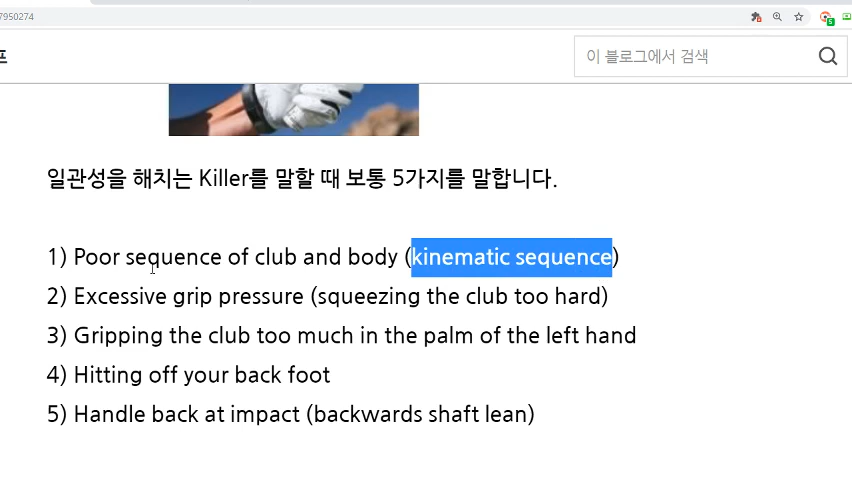 7950274
5
이 블로그에서 검색
프
일관성을 해치는 Killer를 말할 때 보통 5가지를 말합니다.
1) Poor sequence of club and body (kinematic sequence)
2) Excessive grip pressure (squeezing the club too hard)
3) Gripping the club too much in the palm of the left hand
4) Hitting off your back foot
5) Handle back at impact (backwards shaft lean)